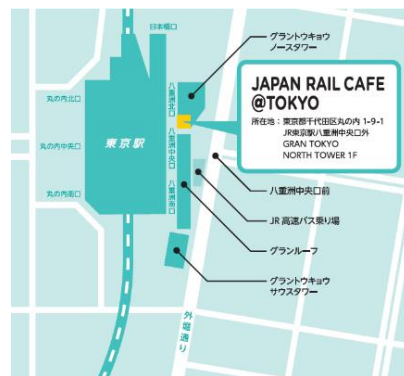 日本橋口
グラントウキョウ
ノースタワー
丸の内北口
八重洲北口
JAPAN RAIL CAFE
@TOKYO
所在地：東京都千代田区丸の内 1-9-1
JR東京駅八重洲中央口外
GRAN TOKYO
NORTH TOWER 1F
丸の内中央口
東京駅
八重洲中央口
丸の内南口
八重洲南口
八重洲中央口前
JR 高速バス乗り場
グランルーフ
グラントウキョウ
サウスタワー
外堀通り